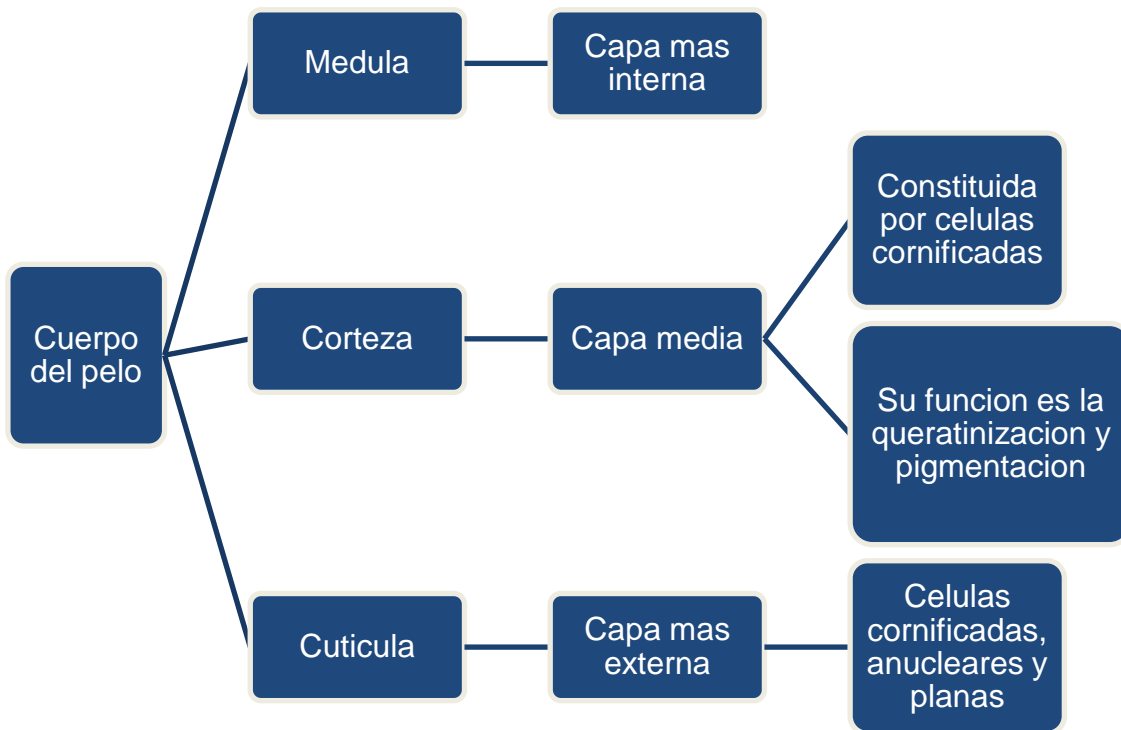 Medula
Capa mas
interna
Constituida
por celulas
cornificadas
Cuerpo
del pelo
Corteza
Capa media
Su funcion es la
queratinizacion y
pigmentacion
Cuticula
Capa mas
externa
Celulas
cornificadas,
anucleares y
planas